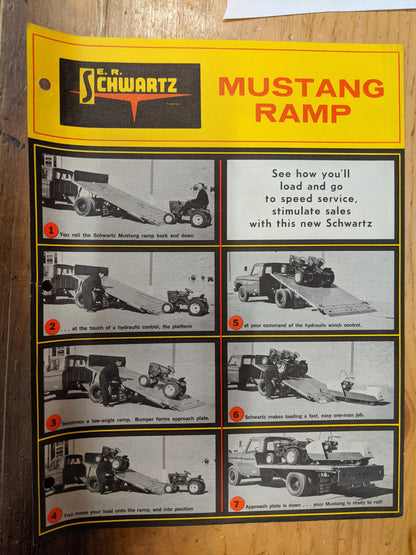 E. R.
SCHWARTZ
MUSTANG
RAMP
See how you'll
load and go
to speed service,
stimulate sales
with this new Schwartz
1 You roll the Schwartz Mustang ramp back and down
2 . . . at the touch of a hydraulic control, the platform
3 becomes a low-angle ramp. Bumper forms approach plate.
4 You move your load onto the ramp, and into position
5 at your command of the hydraulic winch control.
6 Schwartz makes loading a fast, easy one-man job.
7 Approach plate is down . . . your Mustang is ready to roll!